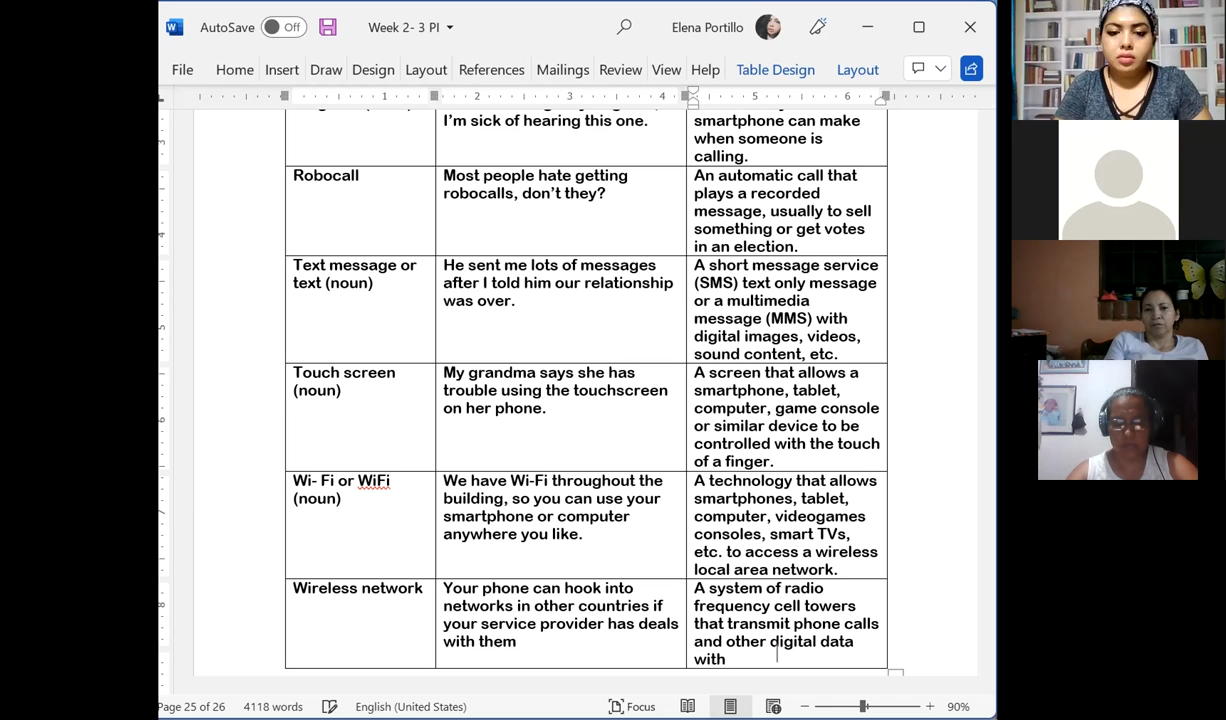 AutoSave Off Week 2- 3 PI Elena Portillo
File Home Insert Draw Design Layout References Mailings Review View Help Table Design Layout
1 2 3 4 5 6
I'm sick of hearing this one.
smartphone can make
when someone is
calling.
Robocall
Most people hate getting
robocalls, don't they?
An automatic call that
plays a recorded
message, usually to sell
something or get votes
in an election.
Text message or
text (noun)
He sent me lots of messages
after I told him our relationship
was over.
A short message service
(SMS) text only message
or a multimedia
message (MMS) with
digital images, videos,
sound content, etc.
Touch screen
(noun)
My grandma says she has
trouble using the touchscreen
on her phone.
A screen that allows a
smartphone, tablet,
computer, game console
or similar device to be
controlled with the touch
of a finger.
Wi- Fi or WiFi
(noun)
We have Wi-Fi throughout the
building, so you can use your
smartphone or computer
anywhere you like.
A technology that allows
smartphones, tablet,
computer, videogames
consoles, smart TVs,
etc. to access a wireless
local area network.
Wireless network
Your phone can hook into
networks in other countries if
your service provider has deals
with them
A system of radio
frequency cell towers
that transmit phone calls
and other digital data
with
Page 25 of 26 4118 words English (United States) Focus 90%